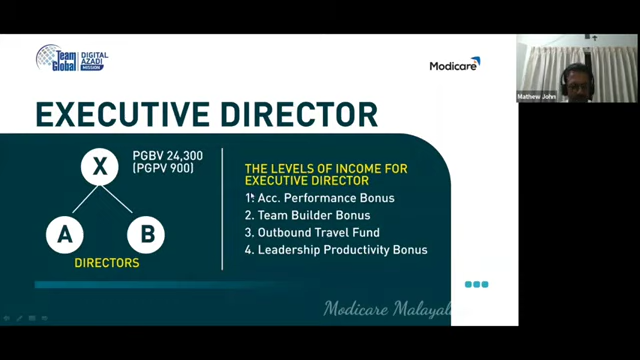 Team Global
DIGITAL
AZADI
MISSION
Modicare
Mathew John
EXECUTIVE DIRECTOR
X
PGBV 24,300
(PGPV 900)
A
B
DIRECTORS
THE LEVELS OF INCOME FOR
EXECUTIVE DIRECTOR
1. Acc. Performance Bonus
2. Team Builder Bonus
3. Outbound Travel Fund
4. Leadership Productivity Bonus
Modicare